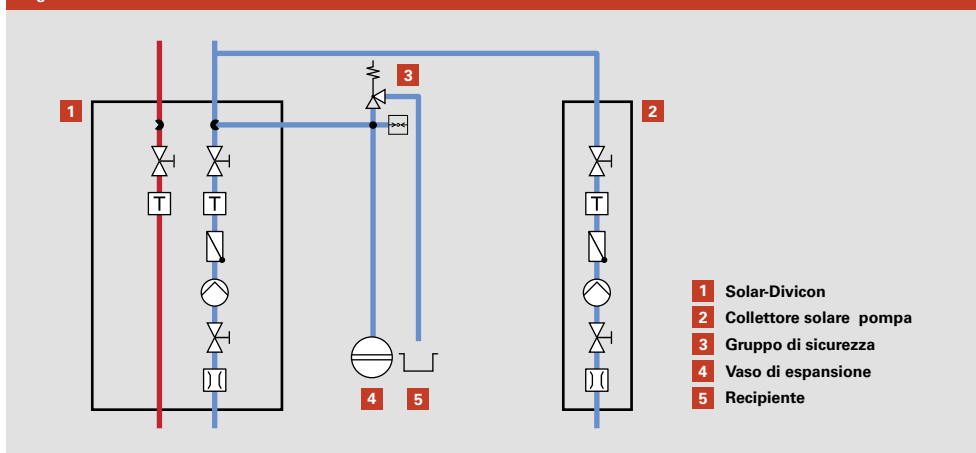 3
1
2
T
T
T
1 Solar-Divicon
2 Collettore solare pompa
3 Gruppo di sicurezza
4 Vaso di espansione
5 Recipiente
4
5